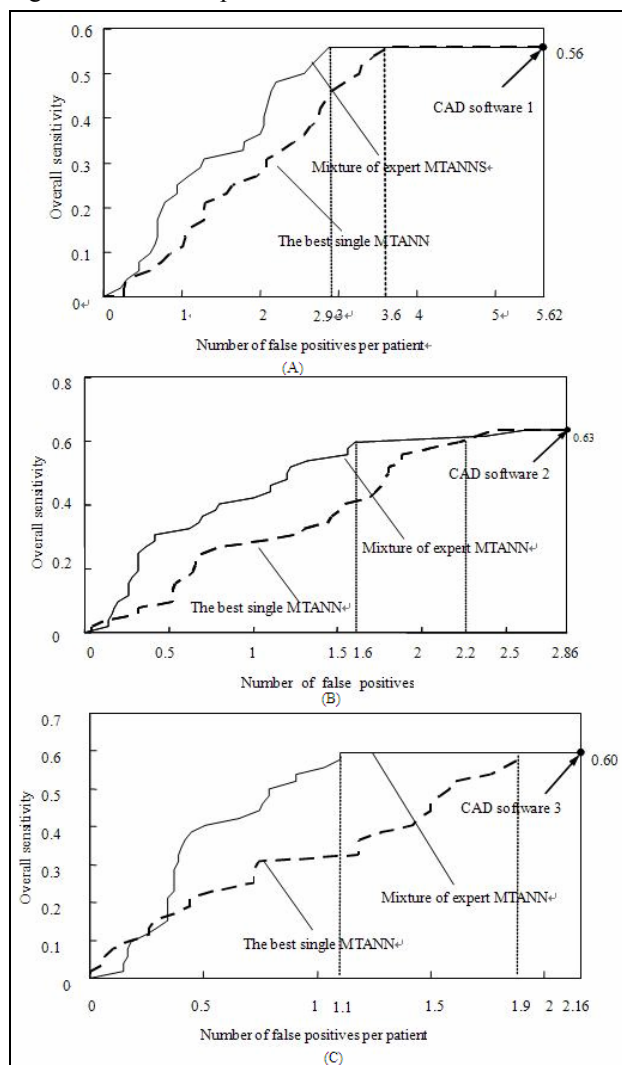 0.6
0.5
0.4
0.3
0.2
0.1
0↵
Overall sensitivity
0.56
CAD software 1
Mixture of expert MTANNS↵
The best single MTANN
0 1↵ 2 2.9 3↵ 3.6 4 5↵ 5.62
Number of false positives per patient↵
(A)
0.8
0.6
0.4
0.2
0
Overall sensitivity
0.63
CAD software 2
Mixture of expert MTANN↵
The best single MTANN↵
0 0.5 1 1.5 1.6 2 2.2 2.5 2.86
Number of false positives
(B)
0.7
0.6
0.5
0.4
0.3
0.2
0.1
0
Overall sensitivity
0.60
CAD software 3
Mixture of expert MTANN↵
The best single MTANN↵
0 0.5 1 1.1 1.5 1.9 2 2.16
Number of false positives per patient
(C)